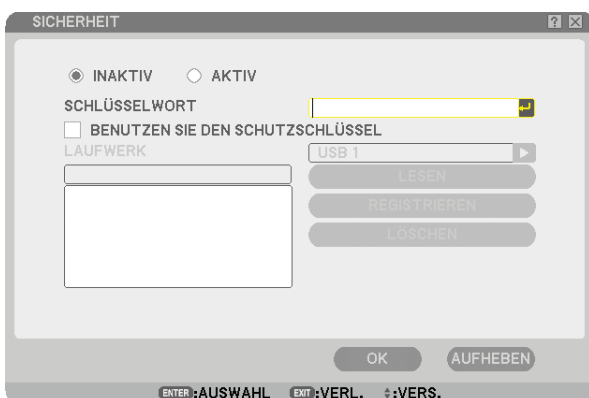 SICHERHEIT
INAKTIV AKTIV
SCHLÜSSELWORT
BENUTZEN SIE DEN SCHUTZSCHLÜSSEL
LAUFWERK USB 1
LESEN
REGISTRIEREN
LÖSCHEN
OK AUFHEBEN
ENTER :AUSWAHL EXIT :VERL. :VERS.